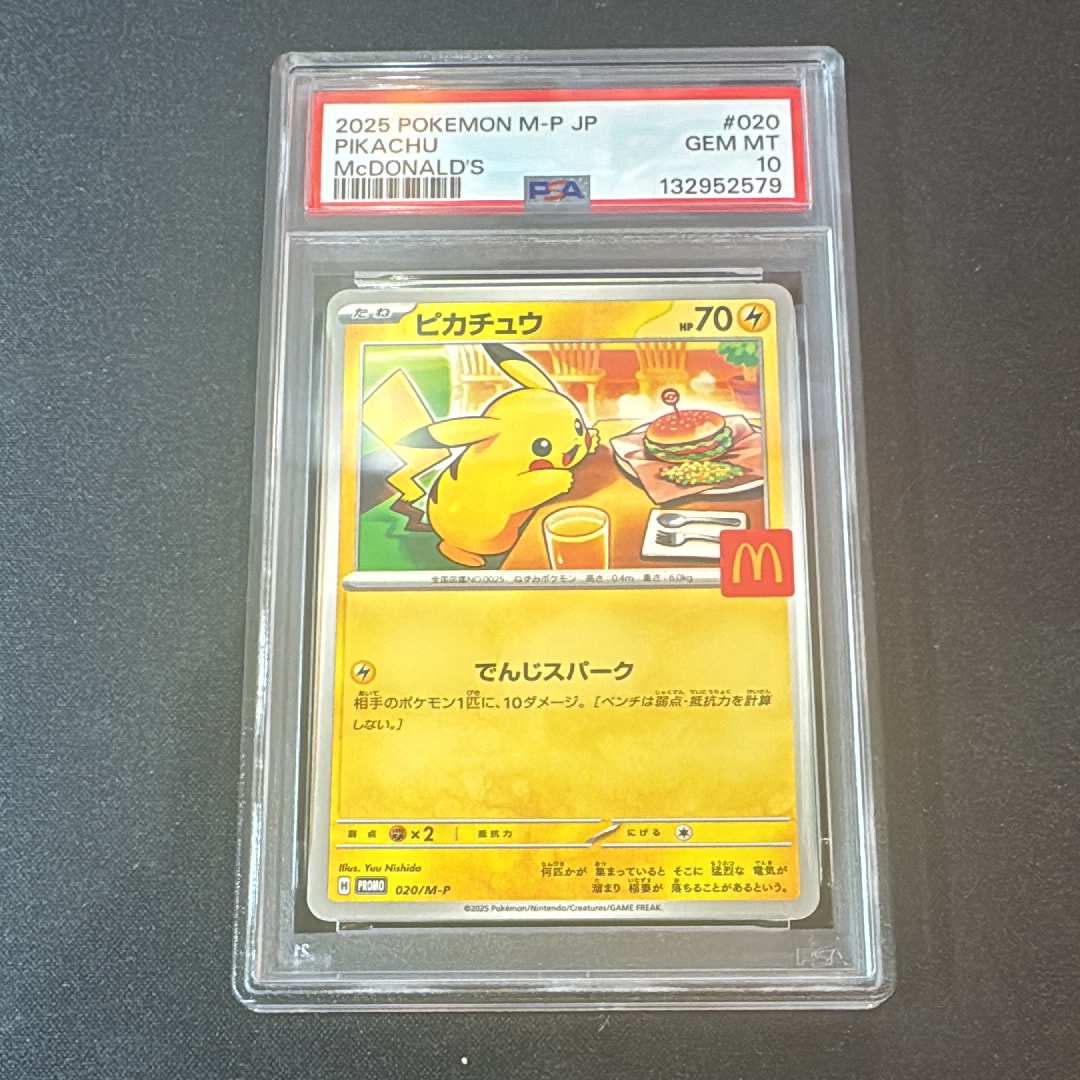 2025 POKEMON M-P JP #020
PIKACHU GEM MT
McDONALD'S 10
PSA 132952579
たね ピカチュウ HP70
M
全国図鑑NO.0025 ねずみポケモン 高さ:0.4m 重さ:6.0kg
でんじスパーク
相手のポケモン1匹に、10ダメージ。[ベンチは弱点・抵抗力を計算
しない。]
弱点 ×2 抵抗力 にげる
Illus. Yuu Nishida
何匹かが 集まっていると そこに 猛烈な 電気が
溜まり 稲妻が 落ちることがあるという。
H PROMO 020/M-P
©2025 Pokémon/Nintendo/Creatures/GAME FREAK.
PSA